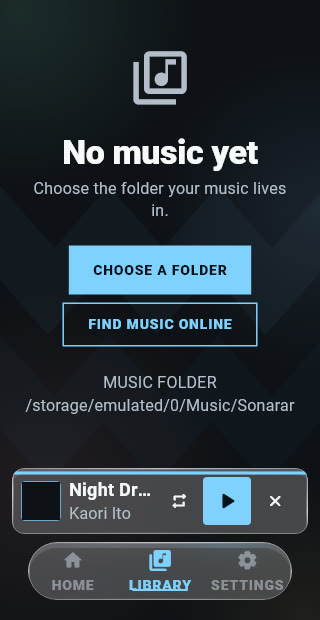 No music yet
Choose the folder your music lives
in.
CHOOSE A FOLDER
FIND MUSIC ONLINE
MUSIC FOLDER
/storage/emulated/0/Music/Sonarar
Night Dr...
Kaori Ito
HOME
LIBRARY
SETTINGS